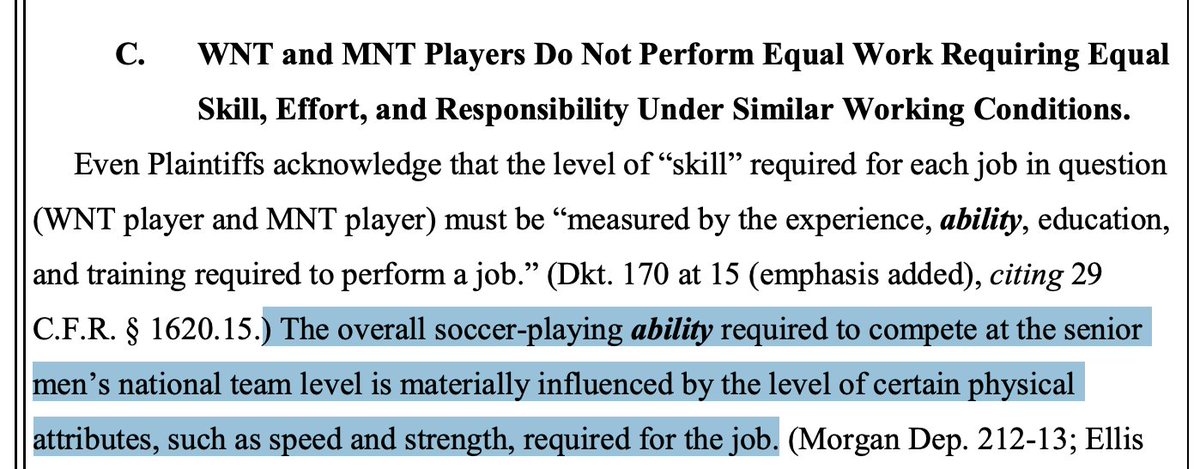 C. WNT and MNT Players Do Not Perform Equal Work Requiring Equal
Skill, Effort, and Responsibility Under Similar Working Conditions.
Even Plaintiffs acknowledge that the level of “skill” required for each job in question
(WNT player and MNT player) must be “measured by the experience, ability, education,
and training required to perform a job.” (Dkt. 170 at 15 (emphasis added), citing 29
C.F.R. § 1620.15.) The overall soccer-playing ability required to compete at the senior
men’s national team level is materially influenced by the level of certain physical
attributes, such as speed and strength, required for the job. (Morgan Dep. 212-13; Ellis